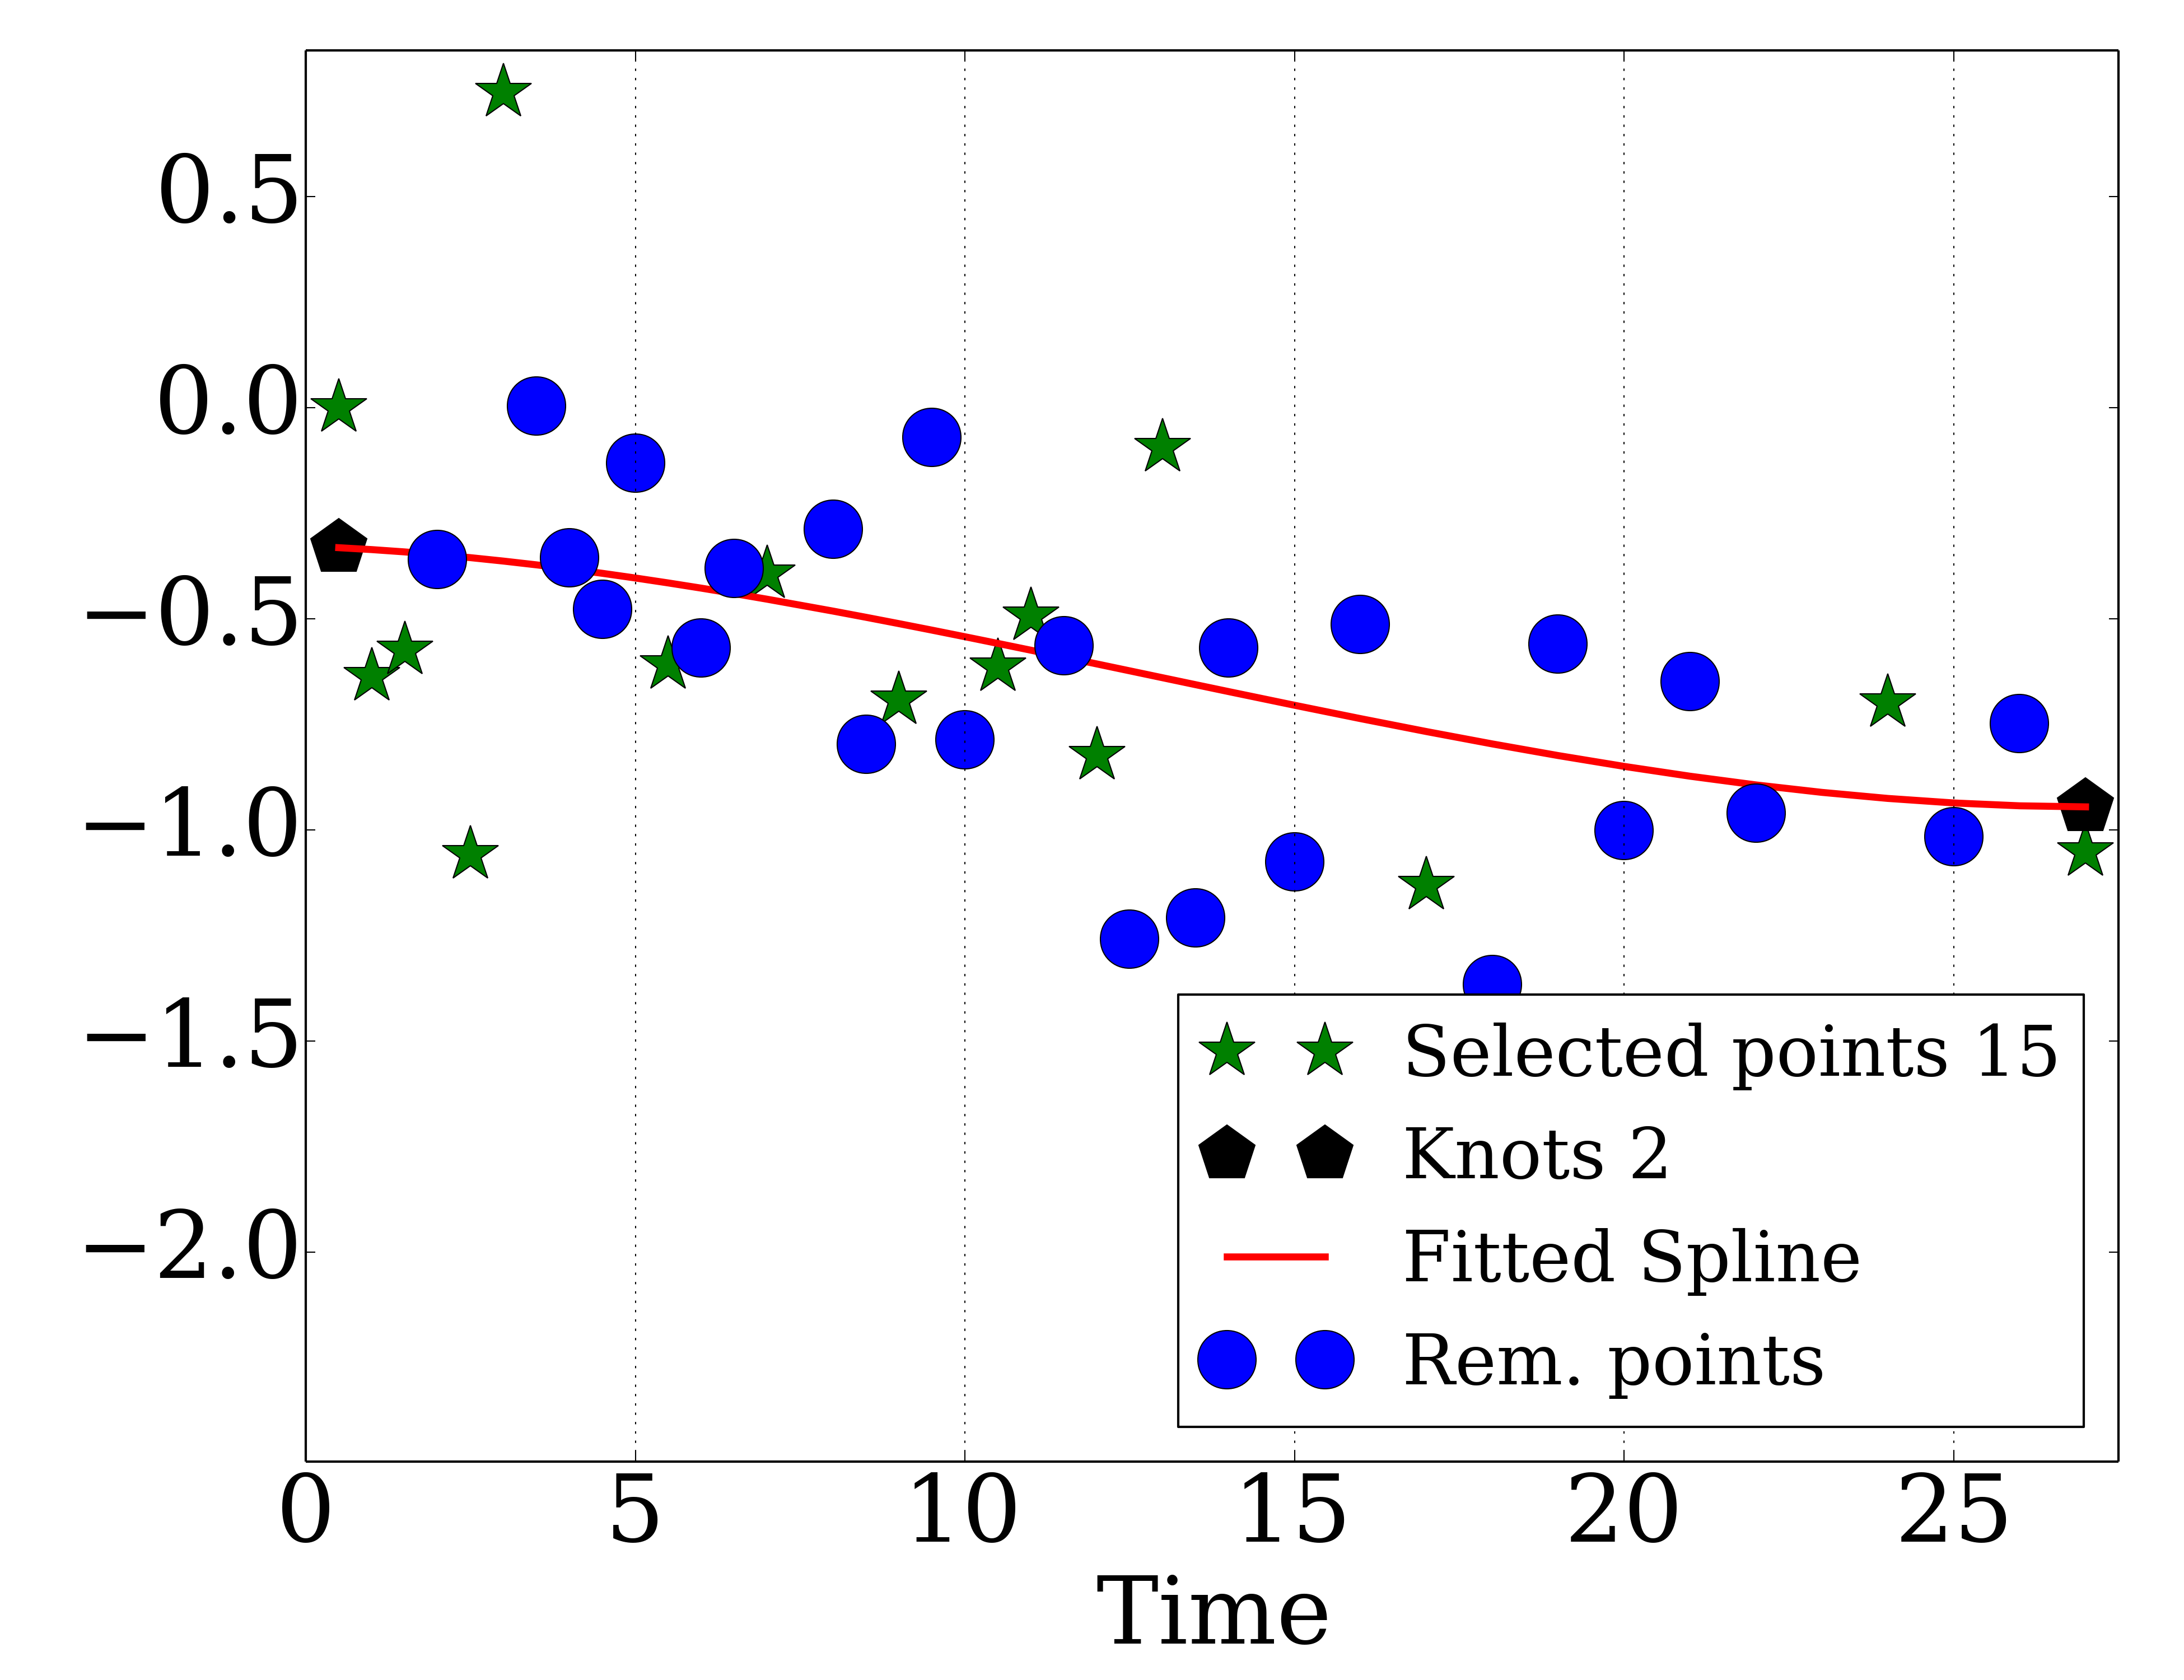 0.5
0.0
−0.5
−1.0
−1.5
−2.0
Selected points 15
Knots 2
Fitted Spline
Rem. points
0 5 10 15 20 25
Time